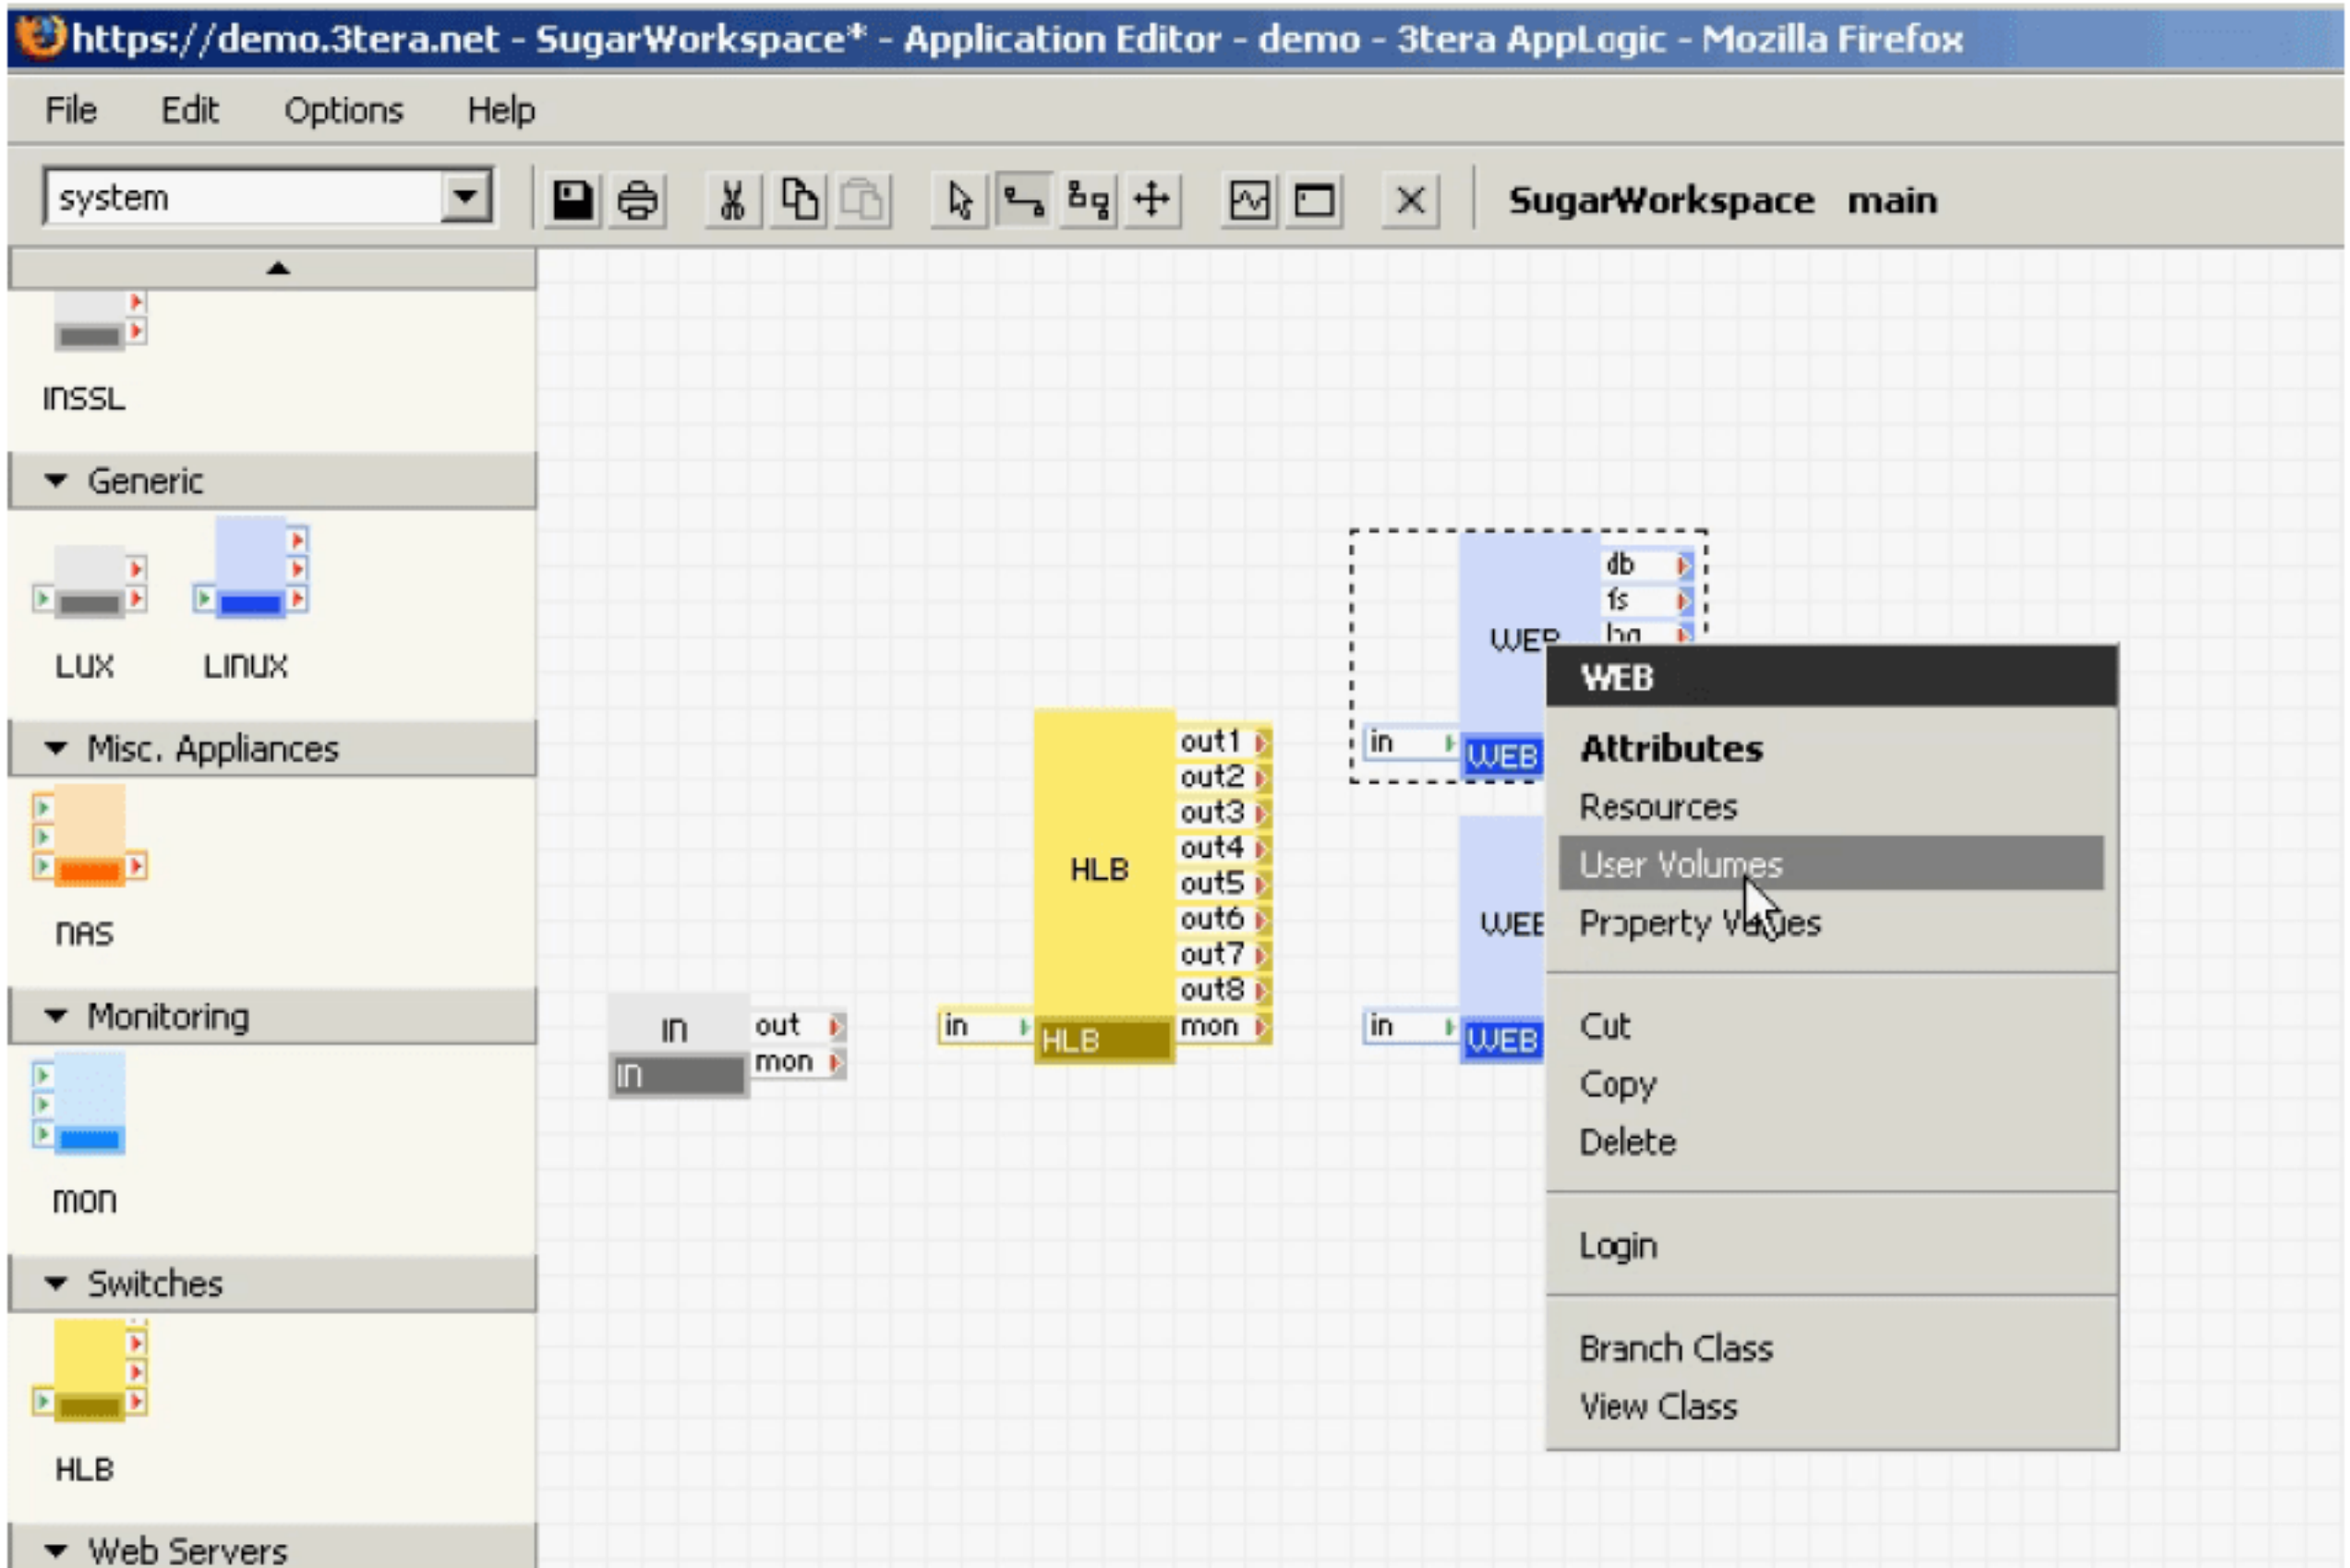 https://demo.3tera.net - SugarWorkspace* - Application Editor - demo - 3tera AppLogic - Mozilla Firefox
File Edit Options Help
system
SugarWorkspace main
INSSL
Generic
LUX LINUX
Misc. Appliances
NAS
Monitoring
mon
Switches
HLB
Web Servers
IN
out
mon
IN
in
HLB
HLB
out1
out2
out3
out4
out5
out6
out7
out8
mon
db
fs
in
WEB
in
WEB
WEB
Attributes
Resources
User Volumes
Property Values
Cut
Copy
Delete
Login
Branch Class
View Class